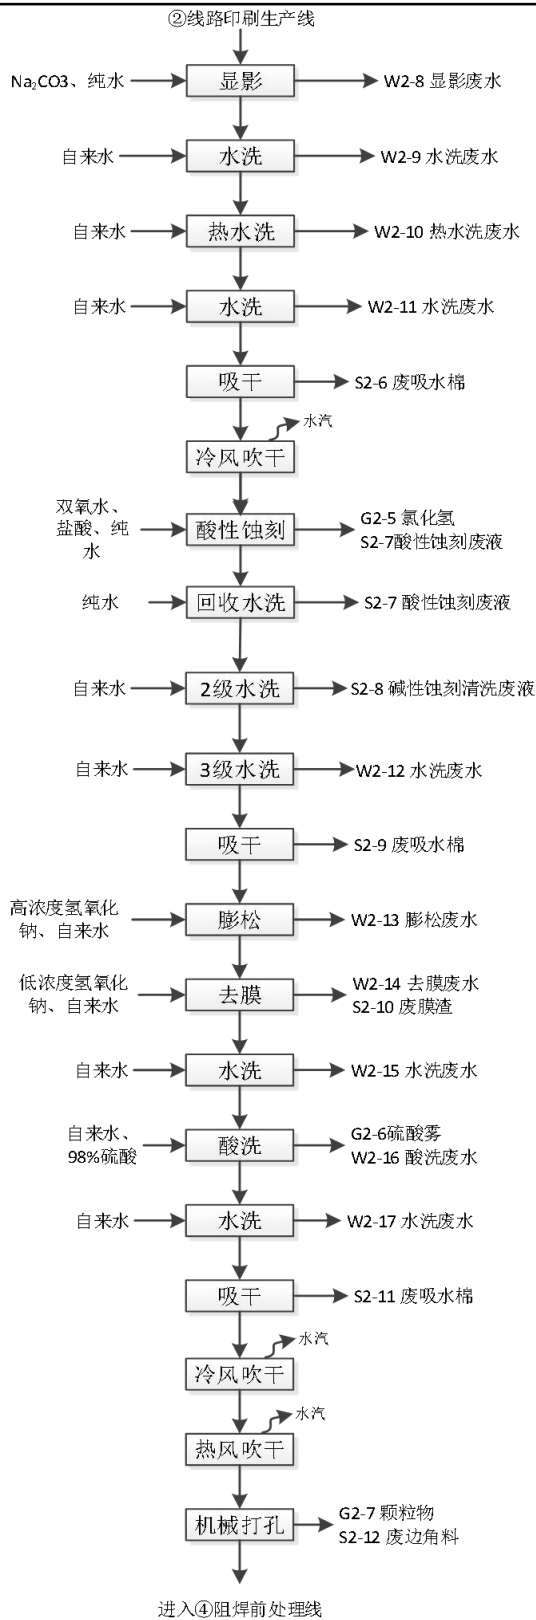 ②线路印刷生产线
Na₂CO3、纯水
显影
W2-8 显影废水
自来水
水洗
W2-9 水洗废水
自来水
热水洗
W2-10 热水洗废水
自来水
水洗
W2-11 水洗废水
吸干
S2-6 废吸水棉
水汽
冷风吹干
双氧水、
盐酸、纯
水
酸性蚀刻
G2-5 氯化氢
S2-7酸性蚀刻废液
纯水
回收水洗
S2-7 酸性蚀刻废液
自来水
2级水洗
S2-8 碱性蚀刻清洗废液
自来水
3级水洗
W2-12 水洗废水
吸干
S2-9 废吸水棉
高浓度氢氧化
钠、自来水
膨松
W2-13 膨松废水
低浓度氢氧化
钠、自来水
去膜
W2-14 去膜废水
S2-10 废膜渣
自来水
水洗
W2-15 水洗废水
自来水、
98%硫酸
酸洗
G2-6硫酸雾
W2-16 酸洗废水
自来水
水洗
W2-17 水洗废水
吸干
S2-11 废吸水棉
水汽
冷风吹干
水汽
热风吹干
机械打孔
G2-7 颗粒物
S2-12 废边角料
进入④阻焊前处理线